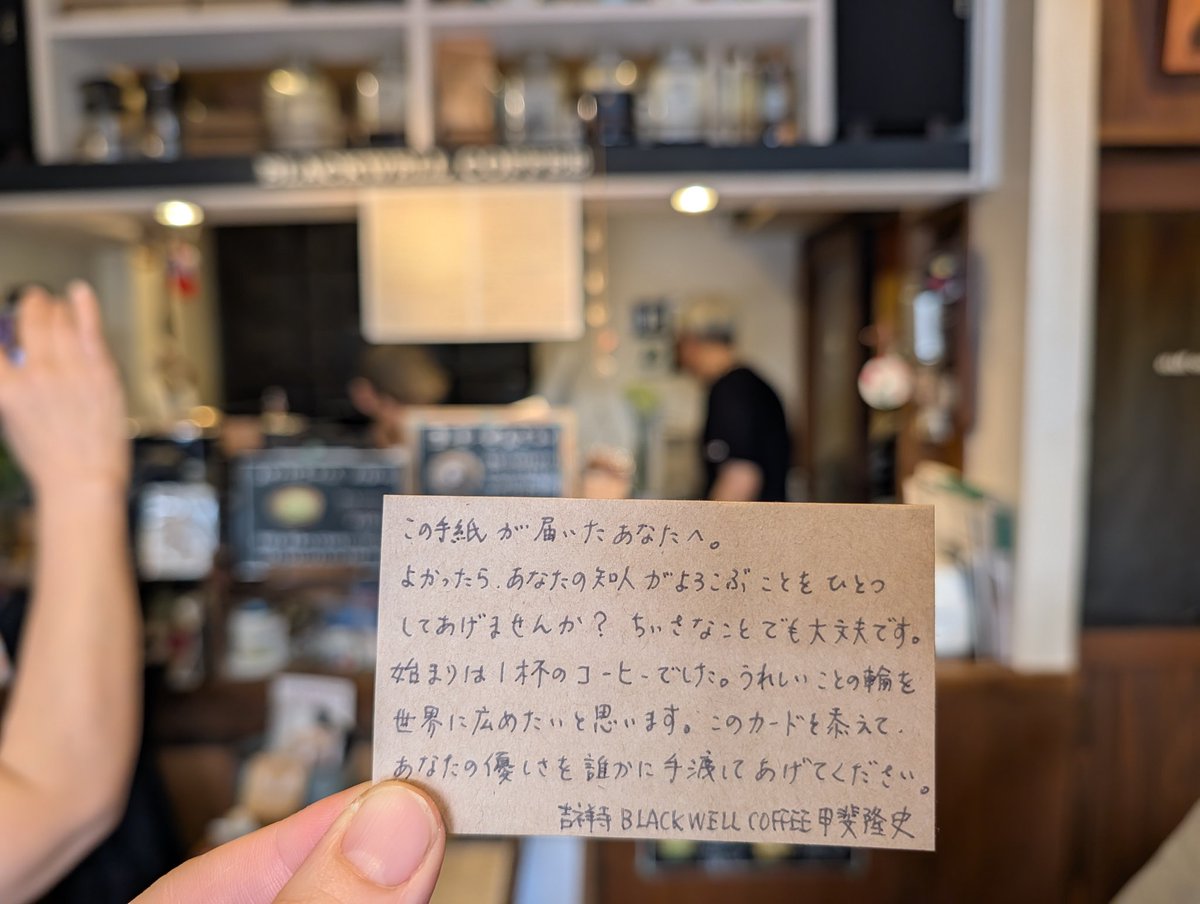 BLACKWELL COFFEE
この手紙が届いたあなたへ。
よかったら、あなたの知人がよろこぶことをひとつ
してあげませんか? ちいさなことでも大丈夫です。
始まりは1杯のコーヒーでした。うれしいことの輪を
世界に広めたいと思います。このカードを添えて、
あなたの優しさを誰かに手渡してあげてください。
吉祥寺 BLACKWELL COFFEE 甲斐隆史